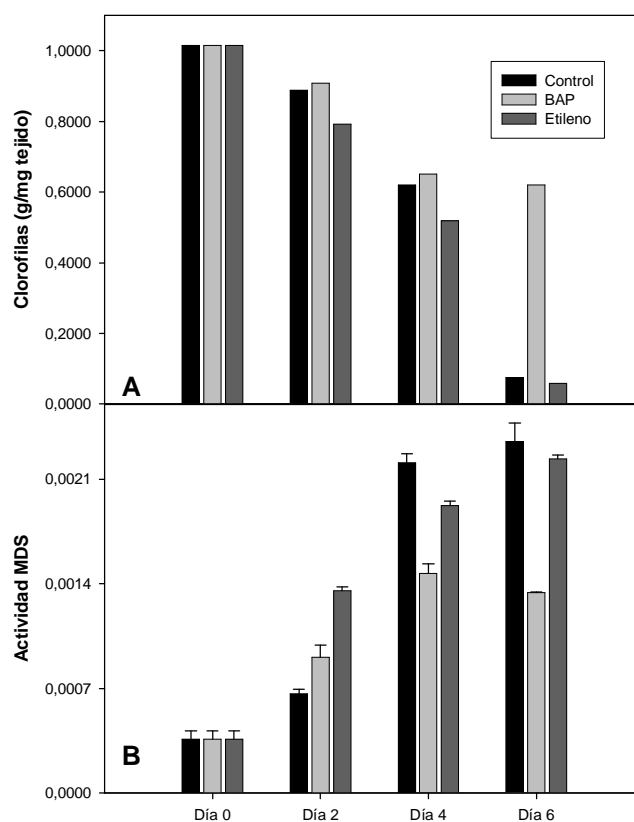 Clorofilas (g/mg tejido)
1,0000
0,8000
0,6000
0,4000
0,2000
0,0000
Control
BAP
Etileno
A
Actividad MDS
0,0021
0,0014
0,0007
0,0000
B
Día 0
Día 2
Día 4
Día 6